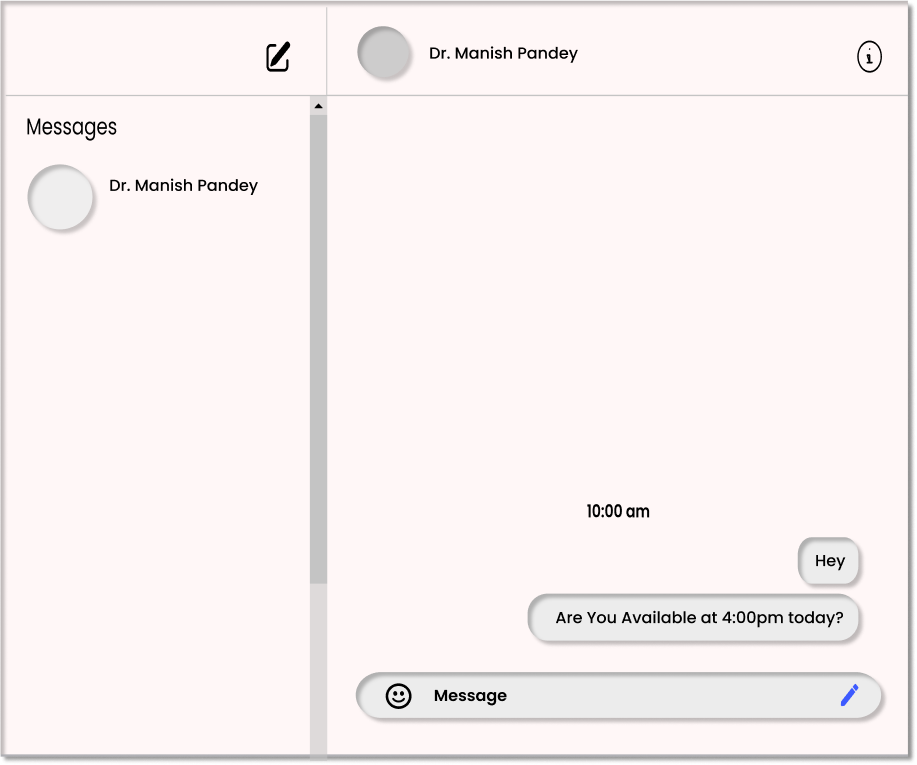 Dr. Manish Pandey
Messages
Dr. Manish Pandey
10:00 am
Hey
Are You Available at 4:00pm today?
Message